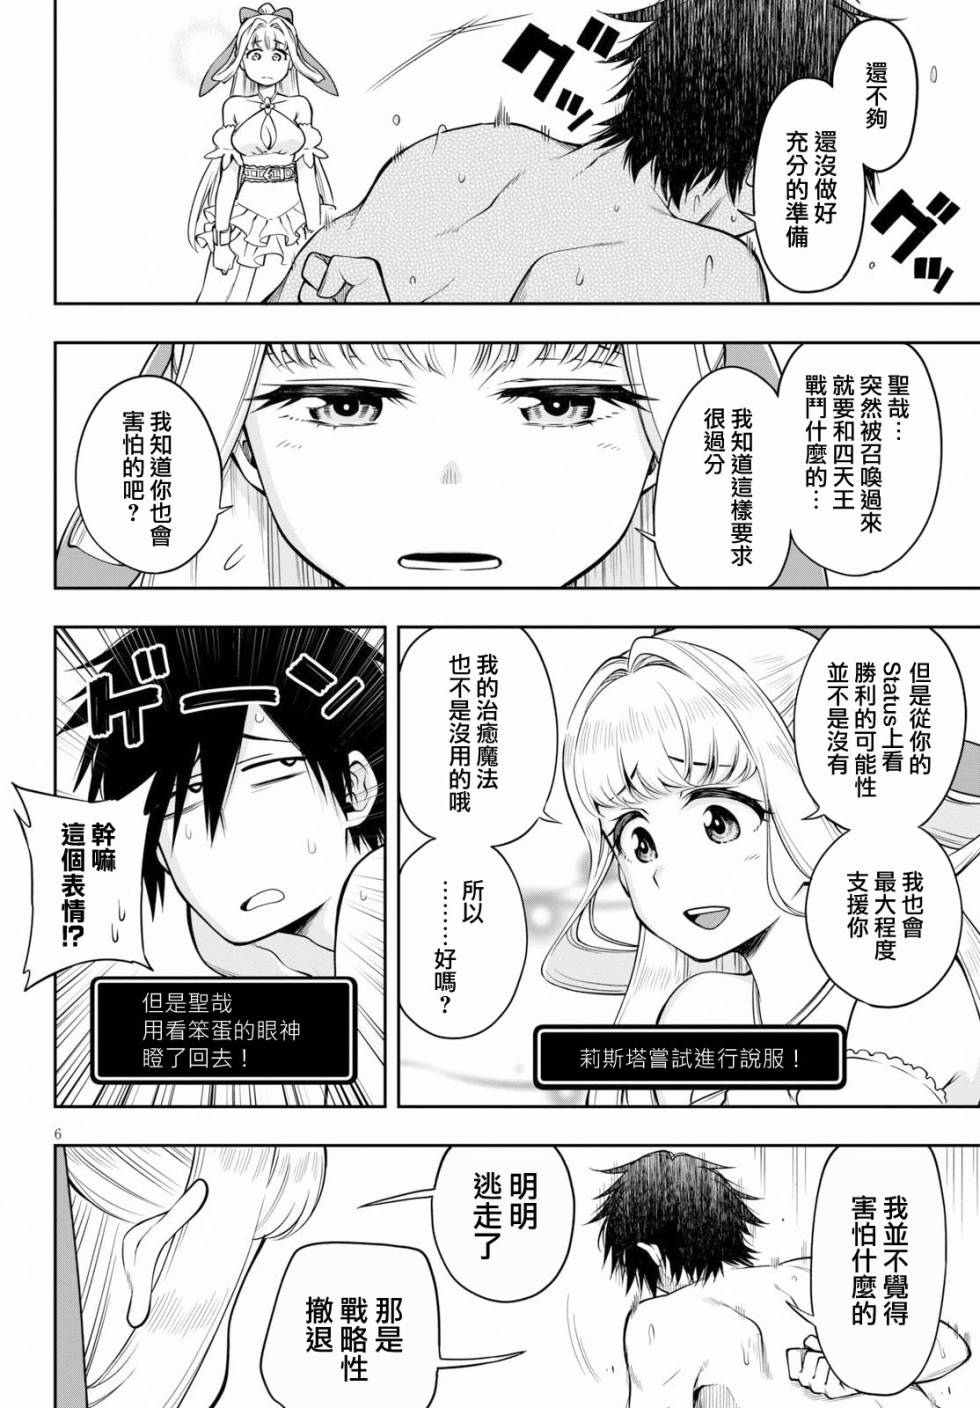 還不夠
還沒做好
充分的準備
グッ
グッ
聖哉…
突然被召喚過來
就要和四天王
戰鬥什麼的…
我知道這樣要求
很過分
我知道你也會
害怕的吧？
但是從你的
Status上看
勝利的可能性
並不是沒有
我也會
最大程度
支援你
我的治癒魔法
也不是沒用的哦
所以
………好嗎？
莉斯塔嘗試進行說服！
ゲーン
幹嘛
這個表情!?
但是聖哉
用看笨蛋的眼神
瞪了回去！
6
我並不覺得
害怕什麼的
明明
逃走了
那是
戰略性
撤退